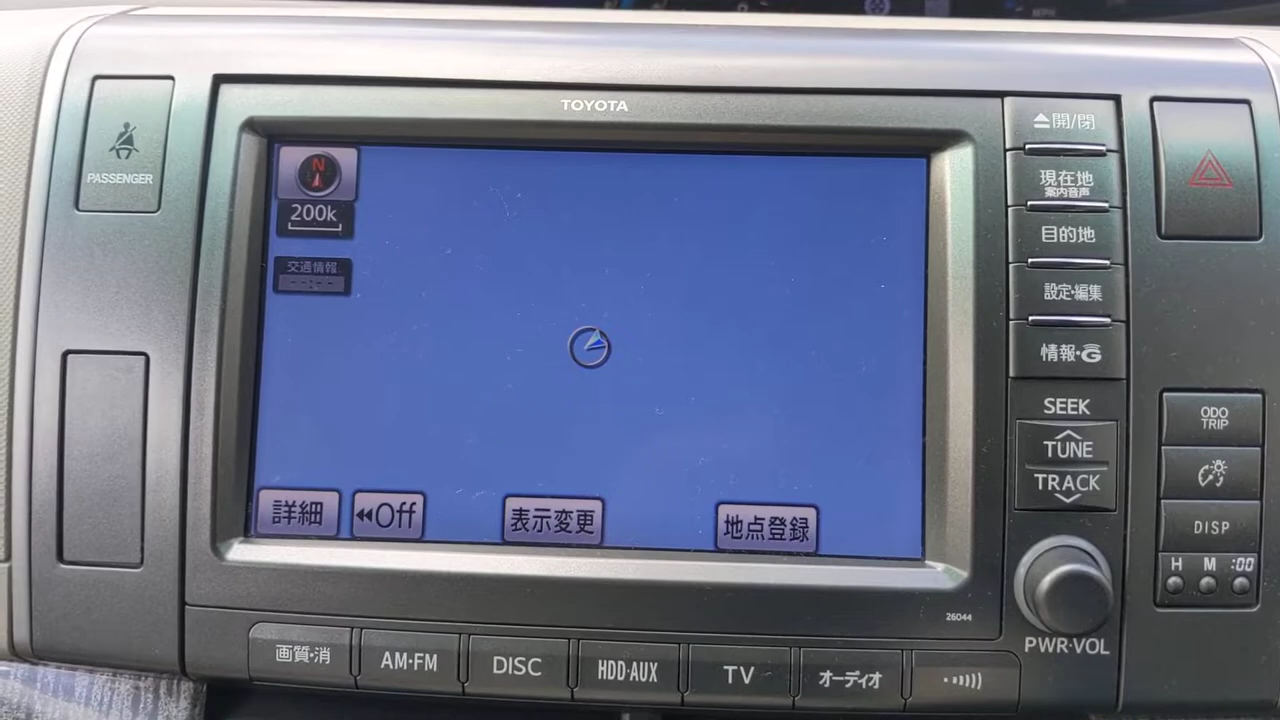 TOYOTA
PASSENGER
N
200k
交通情報
--:--
詳細
◀◀Off
表示変更
地点登録
26044
▲開/閉
現在地
案内音声
目的地
設定・編集
情報・G
SEEK
TUNE
TRACK
PWR·VOL
ODO
TRIP
DISP
H M :00
画質・消
AM·FM
DISC
HDD·AUX
TV
オーディオ